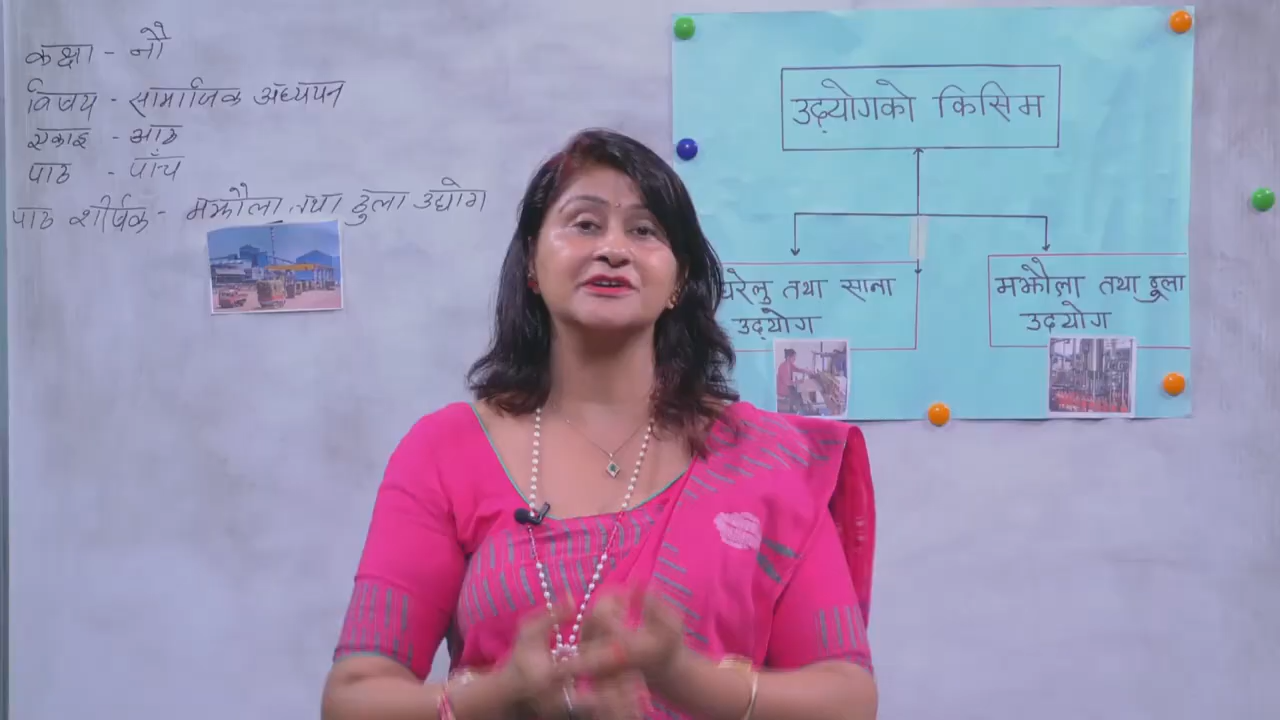 कक्षा - नौ
विषय - सामाजिक अध्ययन
एकाइ - आठ
पाठ - पाँच
पाठ शीर्षक - मझौला तथा ठुला उद्योग
उद्योगको किसिम
घरेलु तथा साना
उद्योग
मझौला तथा ठुला
उद्योग